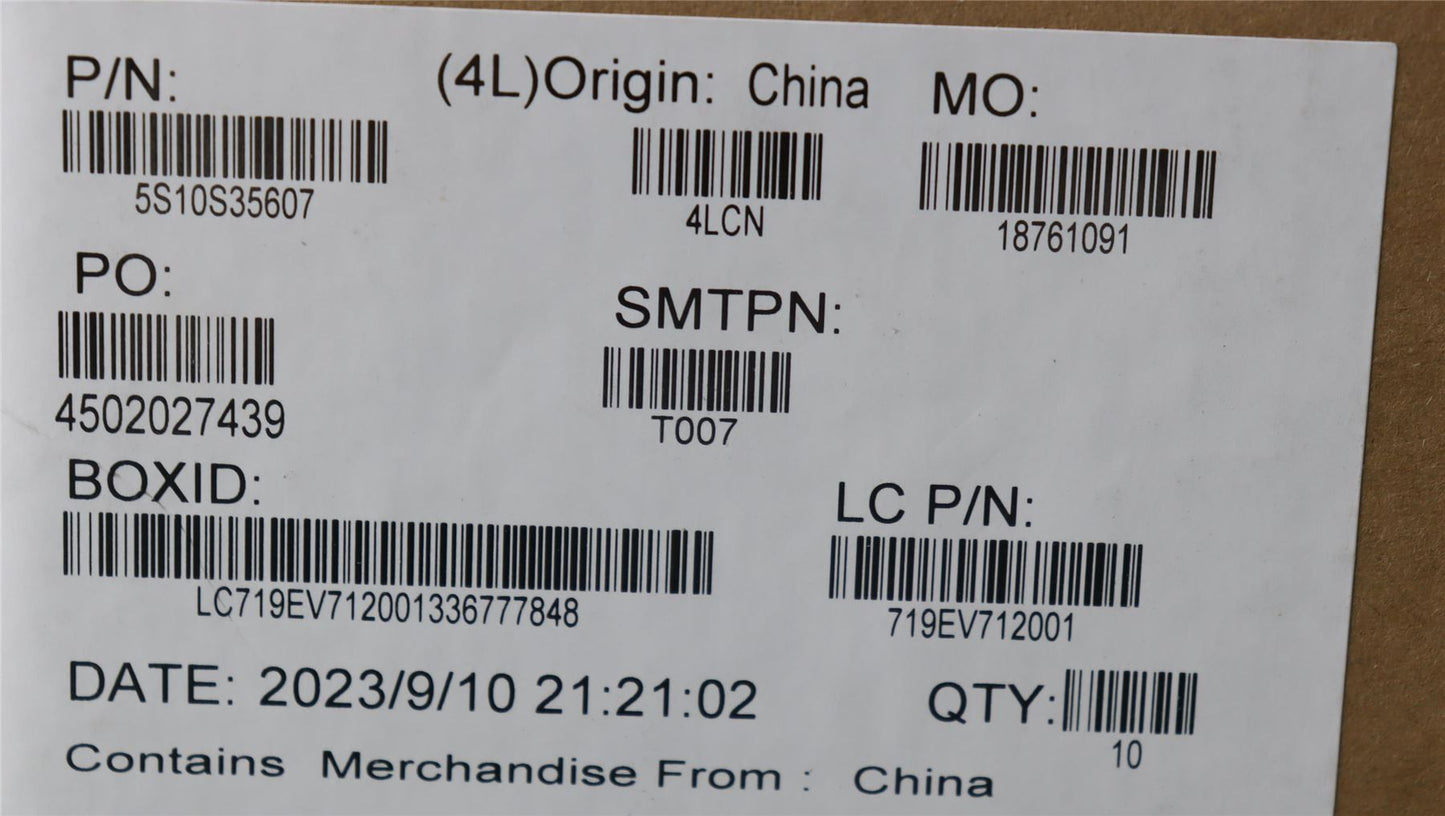 P/N: (4L)Origin: China MO:
5S10S35607 4LCN 18761091
PO: SMTPN:
4502027439 T007
BOXID: LC P/N:
LC719EV712001336777848 719EV712001
DATE: 2023/9/10 21:21:02 QTY:
10
Contains Merchandise From : China